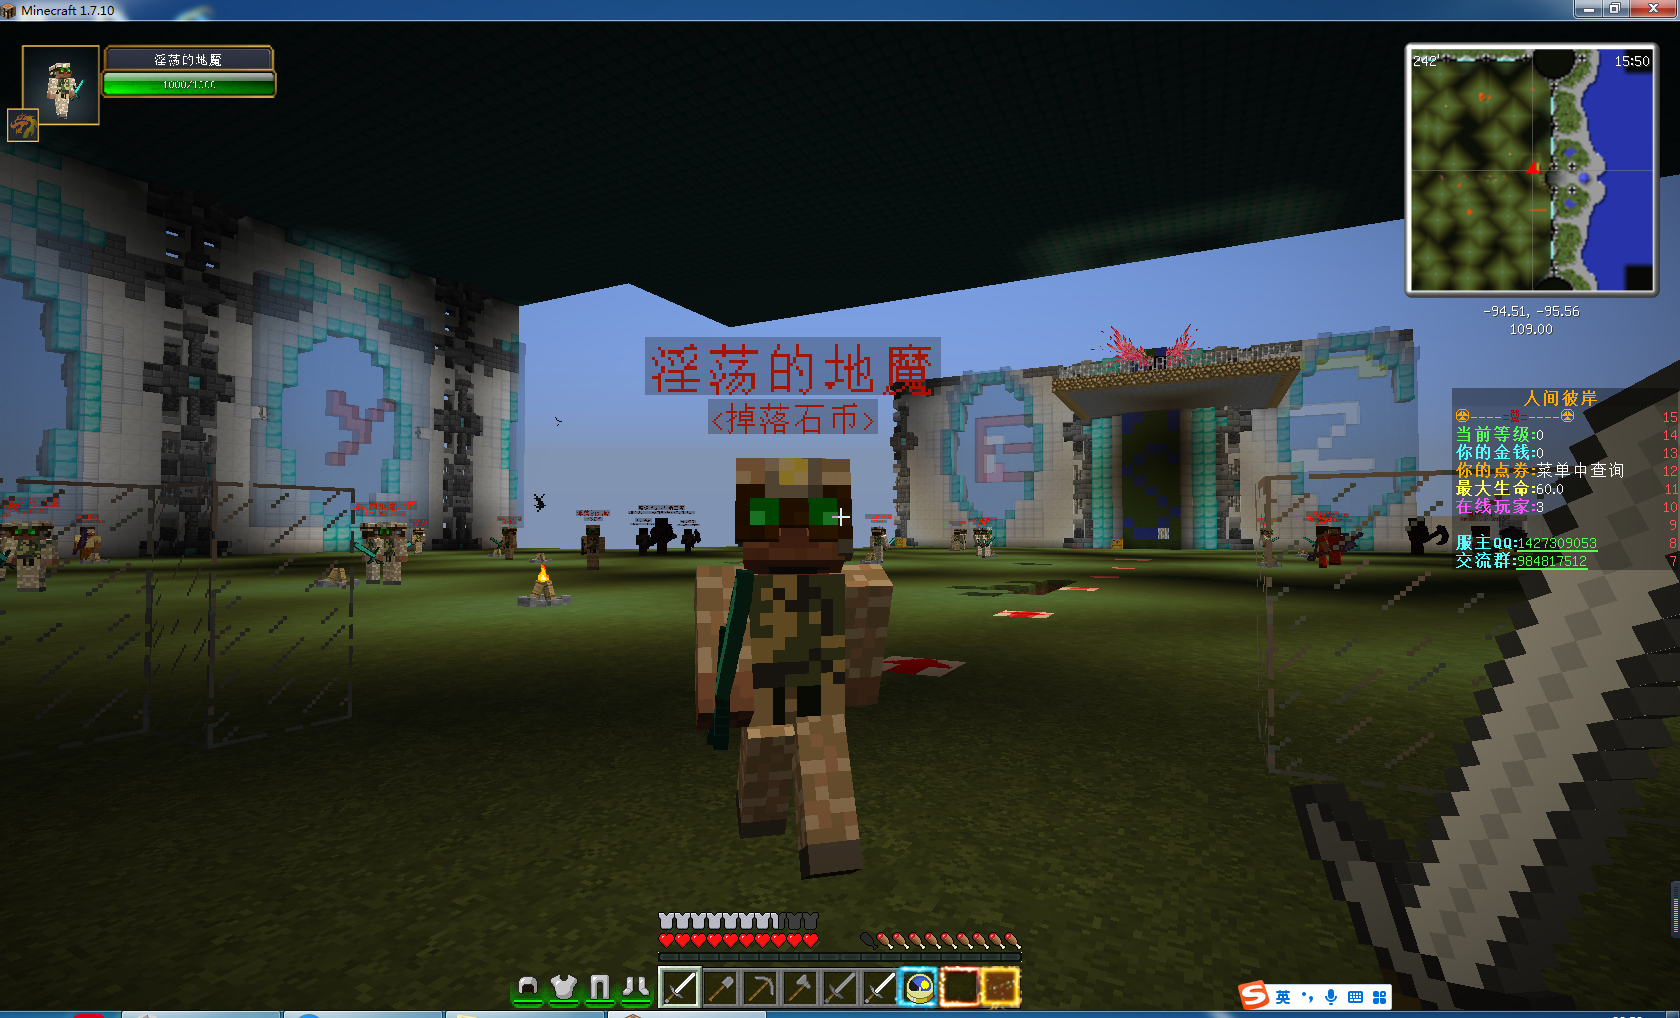 Minecraft 1.7.10
淫荡的地魔
1000/1000
242°
15:50
-94.51, -95.56
109.00
淫荡的地魔
<掉落石币>
人间彼岸
当前等级:0
你的金钱:0
你的点券:菜单中查询
最大生命:60.0
在线玩家:3
服主QQ:1427309053
交流群:984817512
15
14
13
12
11
10
9
8
7
英